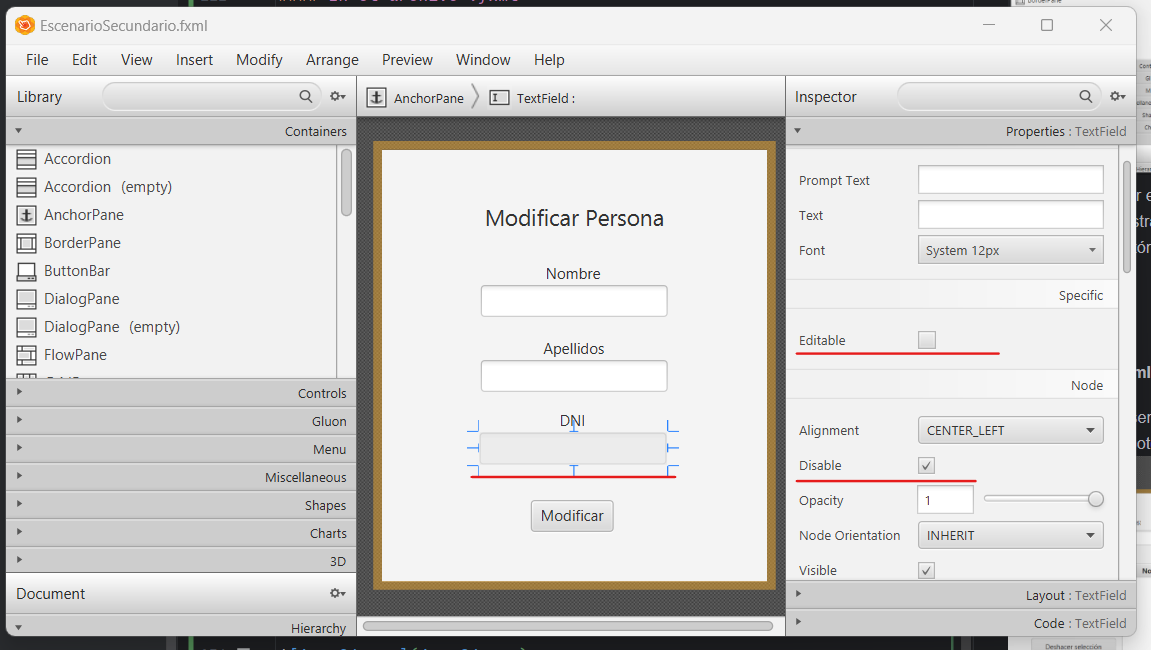 EscenarioSecundario.fxml
File Edit View Insert Modify Arrange Preview Window Help
Library
AnchorPane TextField :
Inspector
Containers
Accordion
Accordion (empty)
AnchorPane
BorderPane
ButtonBar
DialogPane
DialogPane (empty)
FlowPane
Controls
Gluon
Menu
Miscellaneous
Shapes
Charts
3D
Document
Hierarchy
Modificar Persona
Nombre
Apellidos
DNI
Modificar
Properties : TextField
Prompt Text
Text
Font System 12px
Specific
Editable
Node
Alignment CENTER_LEFT
Disable
Opacity 1
Node Orientation INHERIT
Visible
Layout : TextField
Code : TextField
Deshacer selección